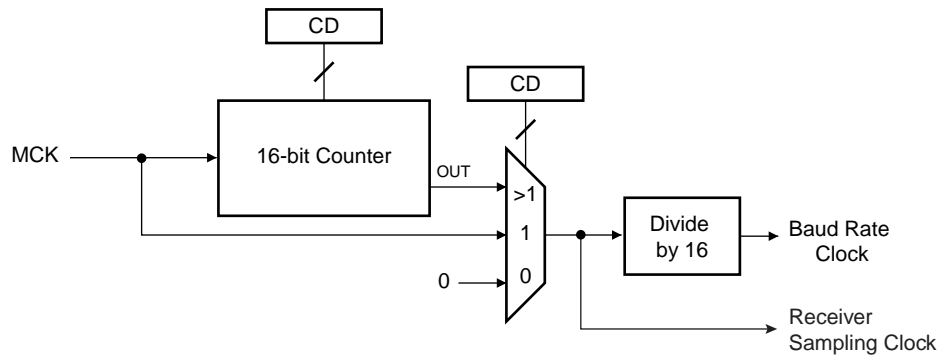 CD
CD
MCK
16-bit Counter
OUT
>1
1
0
0
Divide
by 16
Baud Rate
Clock
Receiver
Sampling Clock